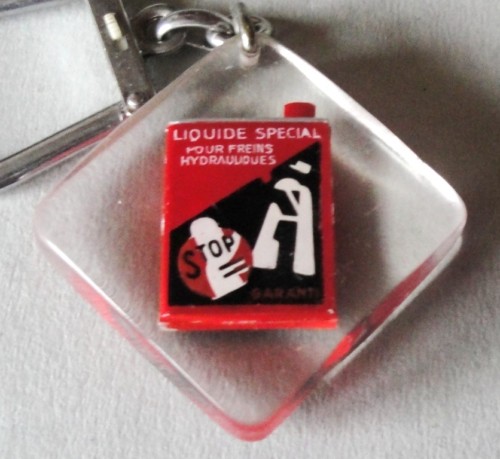 LIQUIDE SPECIAL
POUR FREINS
HYDRAULIQUES
STOP
GARANTI